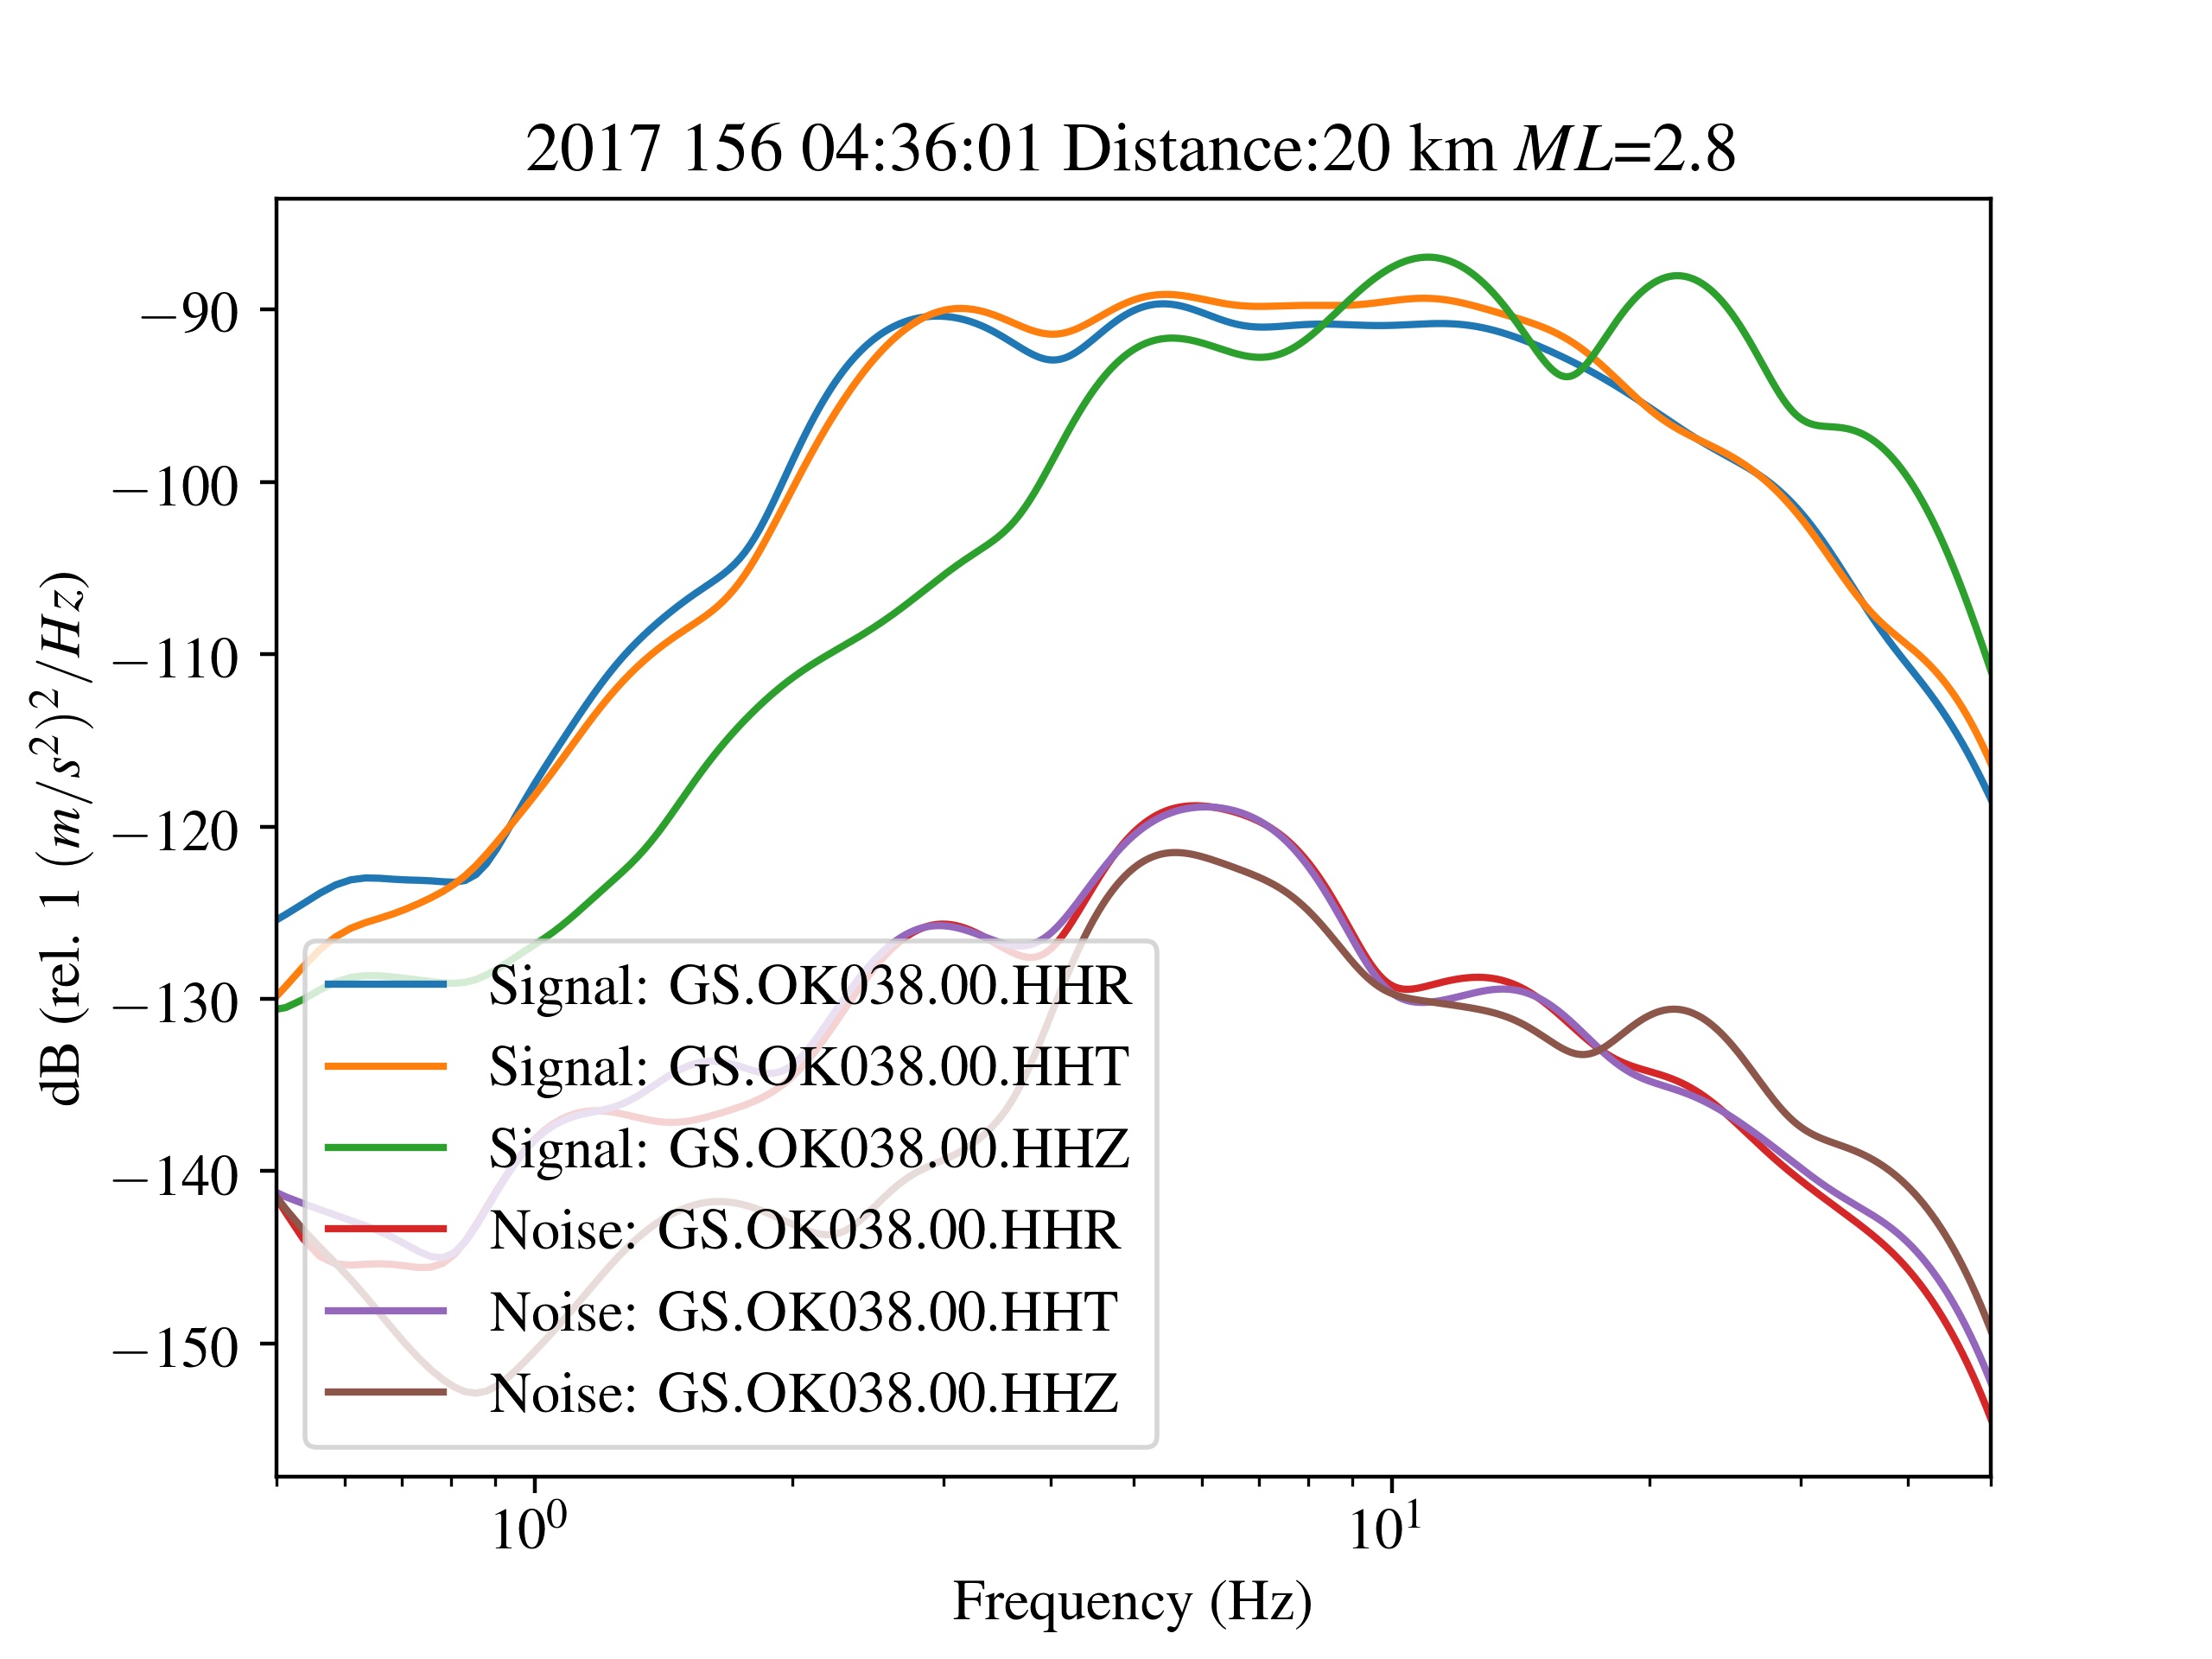 2017 156 04:36:01 Distance:20 km ML=2.8
dB (rel. 1 (m/s²)²/Hz)
−90
−100
−110
−120
−130
−140
−150
Signal: GS.OK038.00.HHR
Signal: GS.OK038.00.HHT
Signal: GS.OK038.00.HHZ
Noise: GS.OK038.00.HHR
Noise: GS.OK038.00.HHT
Noise: GS.OK038.00.HHZ
10⁰ 10¹
Frequency (Hz)